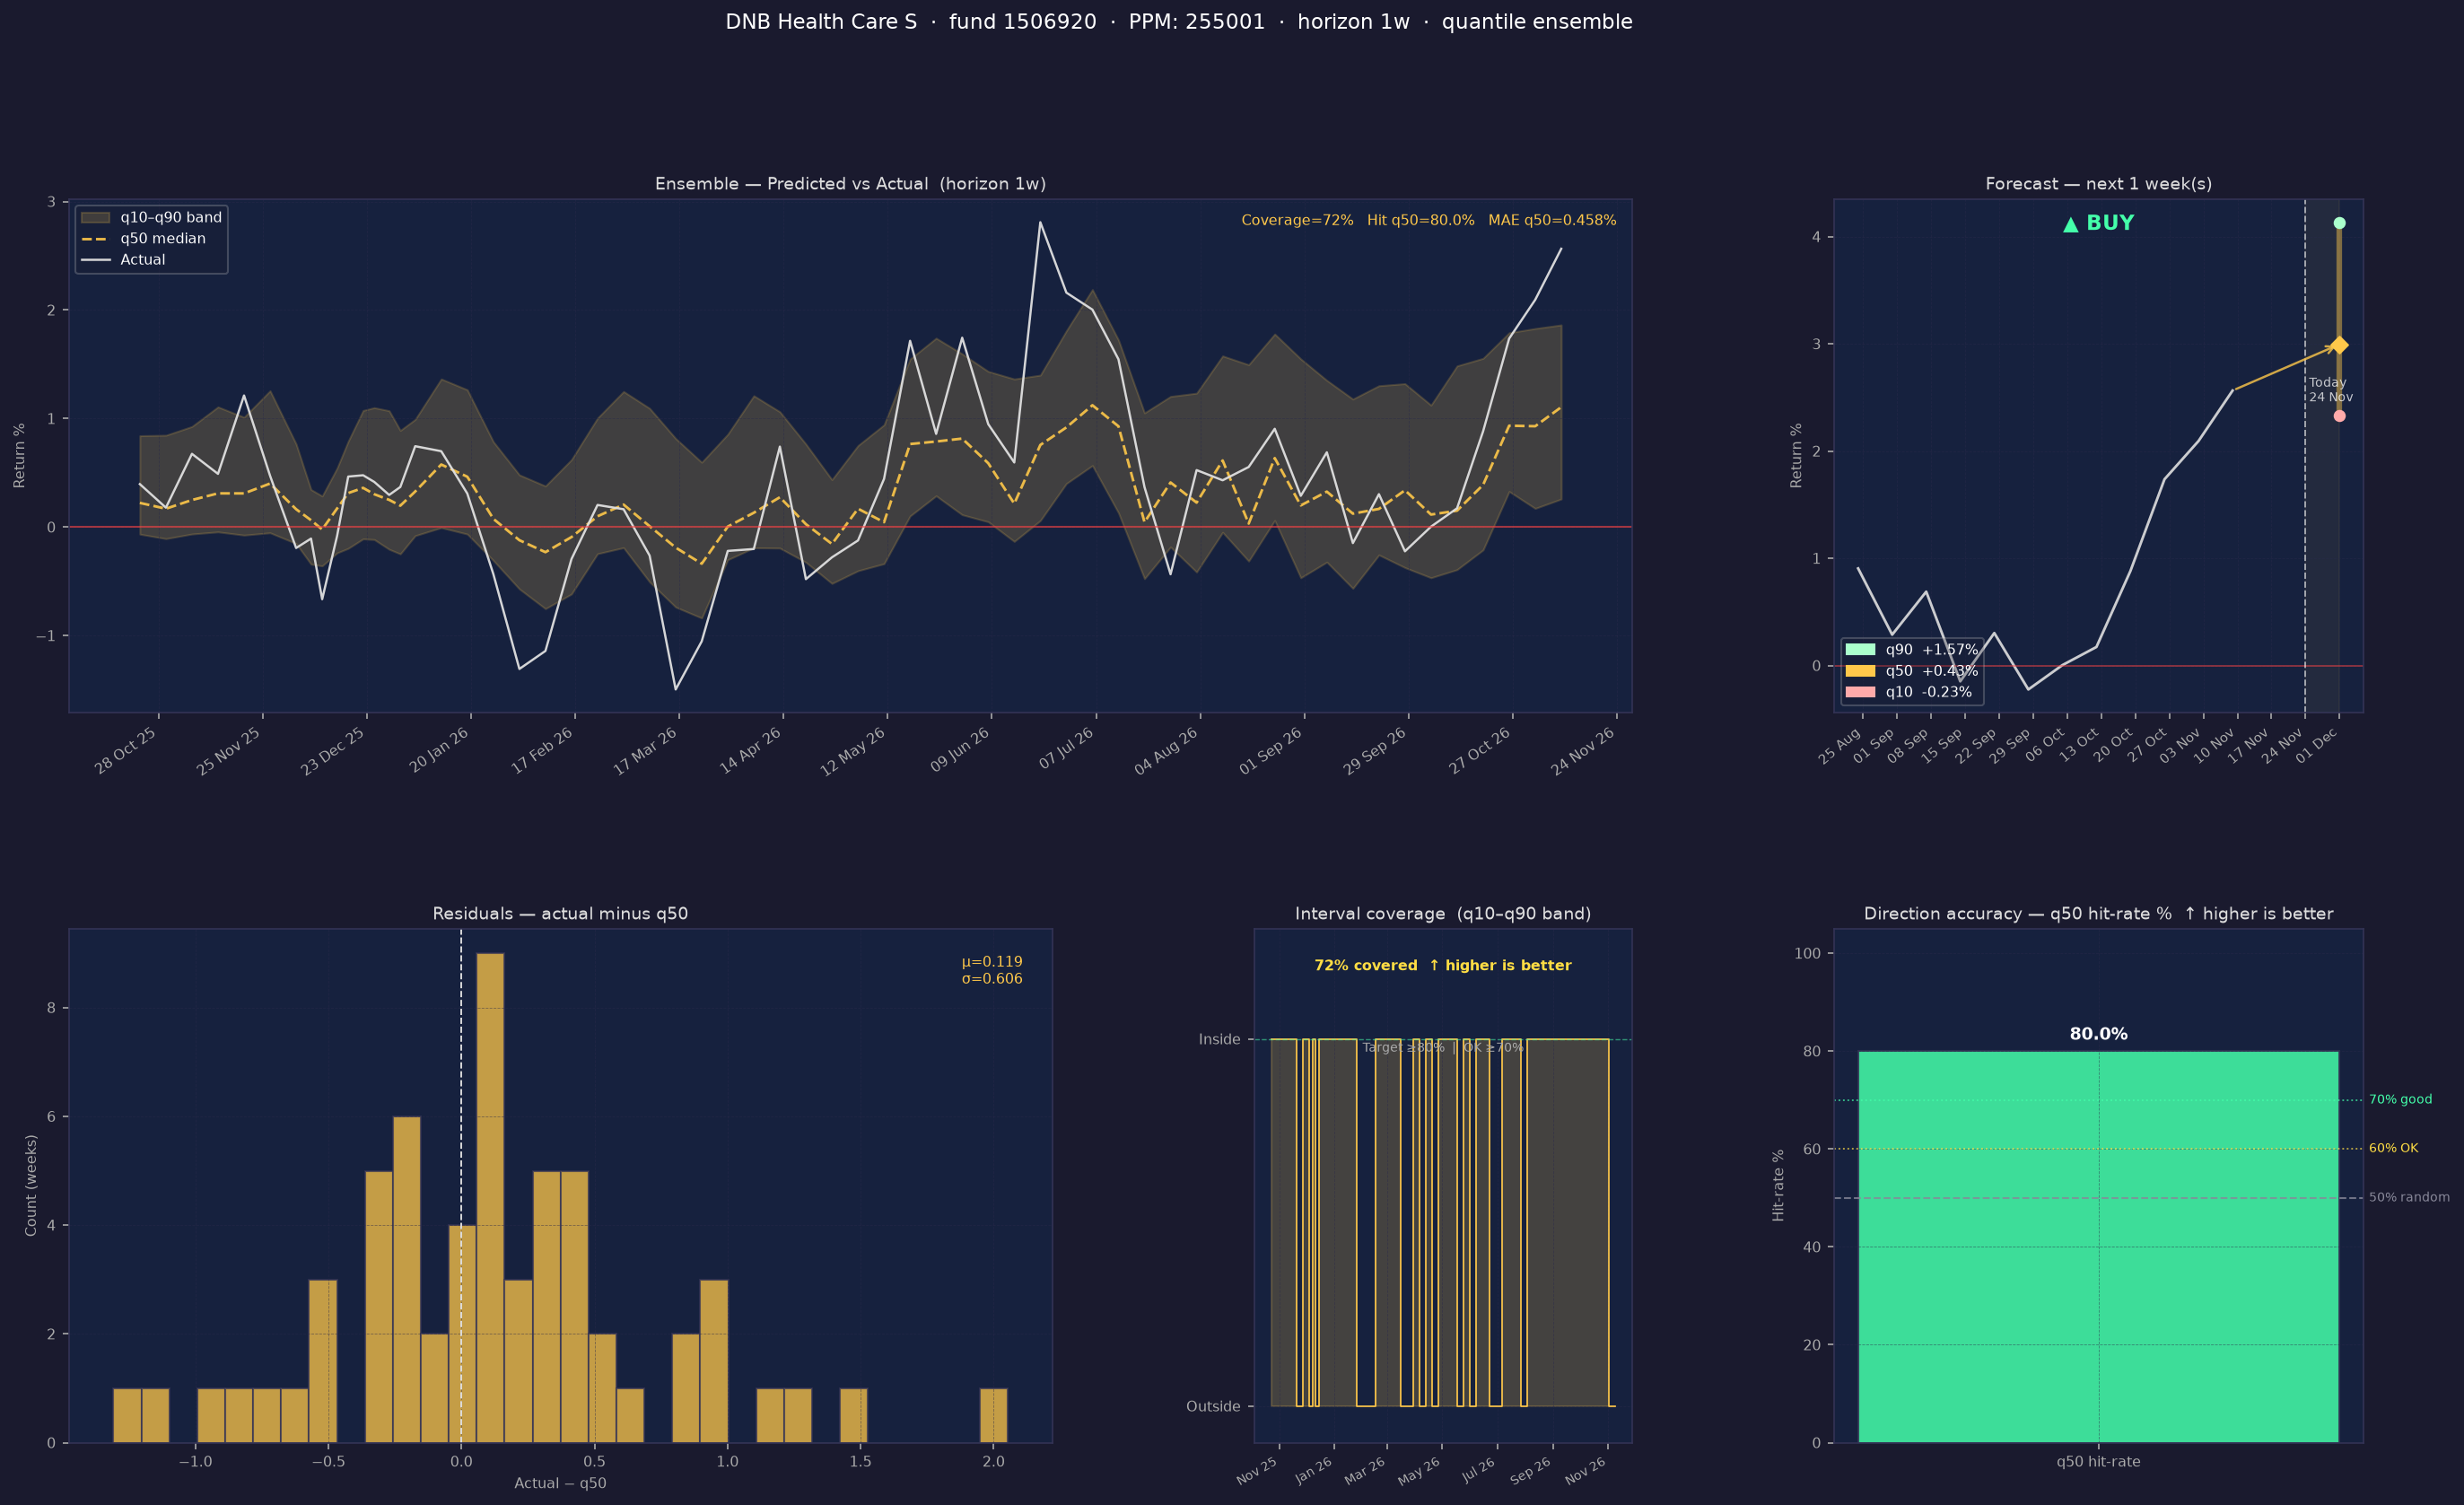 DNB Health Care S · fund 1506920 · PPM: 255001 · horizon 1w · quantile ensemble
Ensemble — Predicted vs Actual (horizon 1w)
q10–q90 band
q50 median
Actual
Coverage=72% Hit q50=80.0% MAE q50=0.458%
Return %
3
2
1
0
−1
28 Oct 25
25 Nov 25
23 Dec 25
20 Jan 26
17 Feb 26
17 Mar 26
14 Apr 26
12 May 26
09 Jun 26
07 Jul 26
04 Aug 26
01 Sep 26
29 Sep 26
27 Oct 26
24 Nov 26
Forecast — next 1 week(s)
▲ BUY
Return %
4
3
2
1
0
Today
24 Nov
q90 +1.57%
q50 +0.43%
q10 -0.23%
25 Aug
01 Sep
08 Sep
15 Sep
22 Sep
29 Sep
06 Oct
13 Oct
20 Oct
27 Oct
03 Nov
10 Nov
17 Nov
24 Nov
01 Dec
Residuals — actual minus q50
μ=0.119
σ=0.606
Count (weeks)
8
6
4
2
0
−1.0
−0.5
0.0
0.5
1.0
1.5
2.0
Actual − q50
Interval coverage (q10–q90 band)
72% covered ↑ higher is better
Inside
Target ≥80% | OK ≥70%
Outside
Nov 25
Jan 26
Mar 26
May 26
Jul 26
Sep 26
Nov 26
Direction accuracy — q50 hit-rate % ↑ higher is better
Hit-rate %
100
80
60
40
20
0
80.0%
70% good
60% OK
50% random
q50 hit-rate